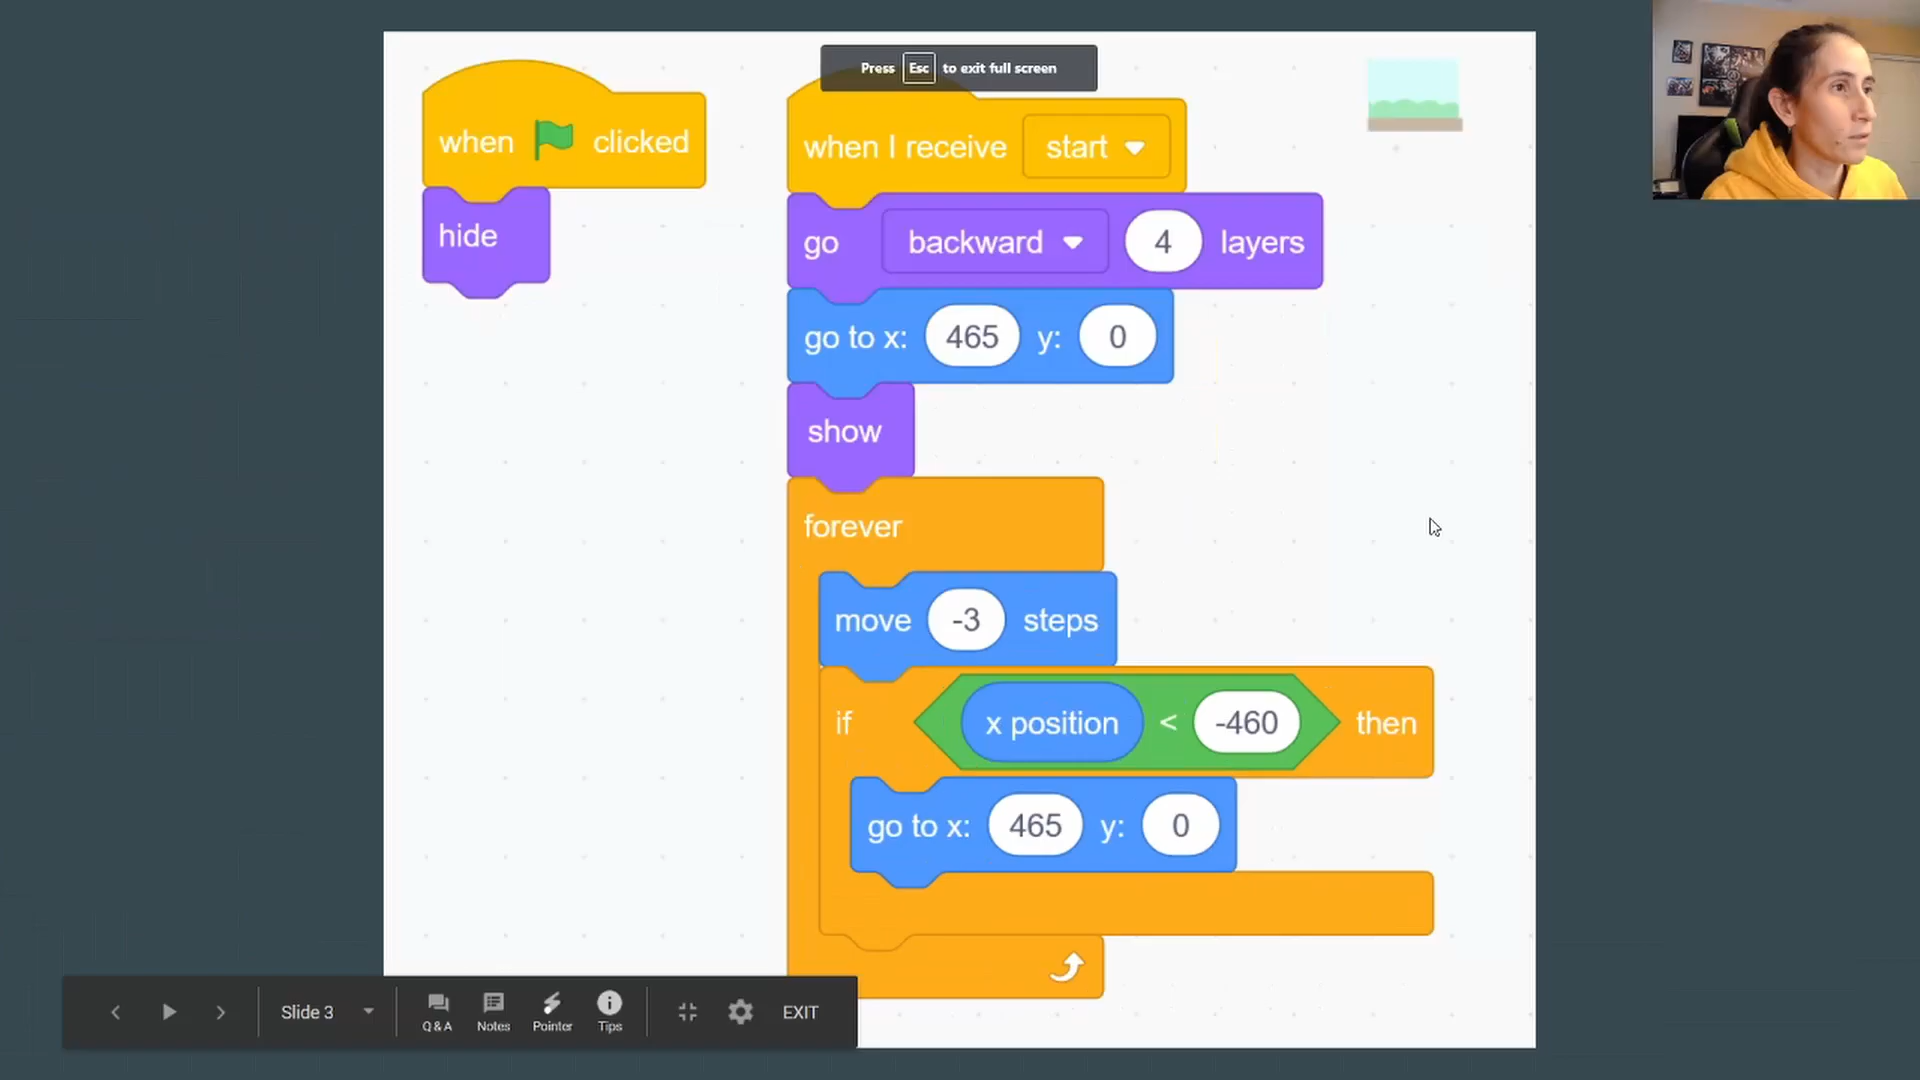 Press Esc to exit full screen
when clicked
hide
when I receive start
go backward 4 layers
go to x: 465 y: 0
show
forever
move -3 steps
if x position < -460 then
go to x: 465 y: 0
Slide 3
Q & A
Notes
Pointer
Tips
EXIT